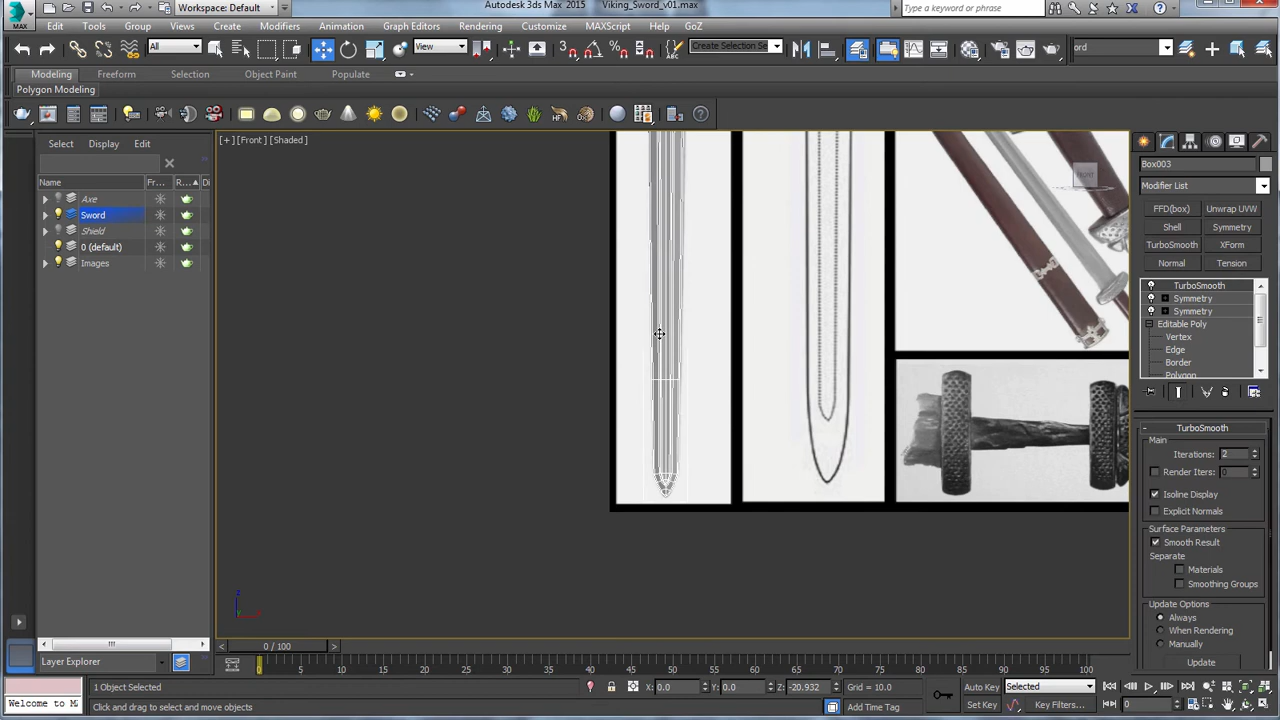 Workspace: Default
Autodesk 3ds Max 2015
Viking_Sword_v01.max
Type a keyword or phrase
MAX
Edit Tools Group Views Create Modifiers Animation Graph Editors Rendering Customize MAXScript Help GoZ
All View Create Selection Se ord
Modeling Freeform Selection Object Paint Populate
Polygon Modeling
Select Display Edit
[+] [Front] [Shaded]
Name Fr... R... Di
Axe
Sword
Shield
0 (default)
Images
FRONT
Box003
Modifier List
FFD(box) Unwrap UVW
Shell Symmetry
TurboSmooth XForm
Normal Tension
TurboSmooth
Symmetry
Symmetry
Editable Poly
Vertex
Edge
Border
Polygon
- TurboSmooth
Main
Iterations: 2
Render Iters: 0
Isoline Display
Explicit Normals
Surface Parameters
Smooth Result
Separate
Materials
Smoothing Groups
Update Options
Always
When Rendering
Manually
Update
z
x
< 0 / 100 >
Layer Explorer
0 5 10 15 20 25 30 35 40 45 50 55 60 65 70 75 80 85 90 95 100
Welcome to M
1 Object Selected
Click and drag to select and move objects
X: 0.0 Y: 0.0 Z: -20.932 Grid = 10.0
Add Time Tag
Auto Key Selected
Set Key Key Filters... 0